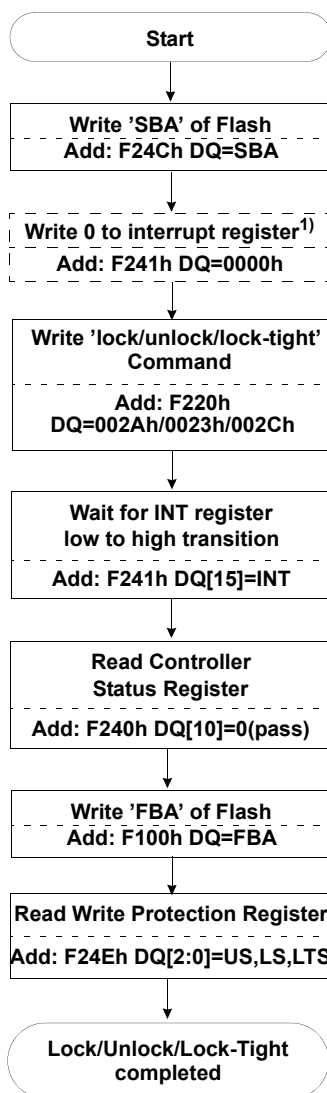 Start
Write ’SBA’ of Flash
Add: F24Ch DQ=SBA
Write 0 to interrupt register1)
Add: F241h DQ=0000h
Write ’lock/unlock/lock-tight’
Command
Add: F220h
DQ=002Ah/0023h/002Ch
Wait for INT register
low to high transition
Add: F241h DQ[15]=INT
Read Controller
Status Register
Add: F240h DQ[10]=0(pass)
Write ’FBA’ of Flash
Add: F100h DQ=FBA
Read Write Protection Register
Add: F24Eh DQ[2:0]=US,LS,LTS
Lock/Unlock/Lock-Tight
completed